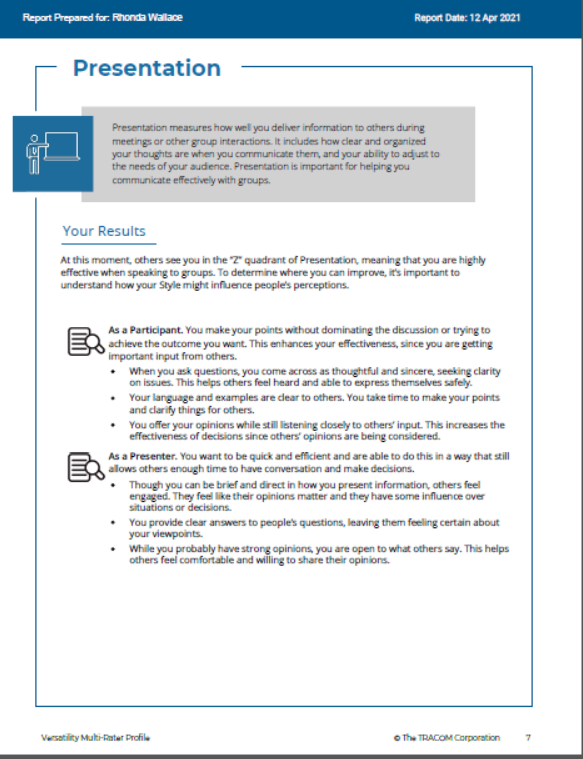 Report Prepared for: Rhonda Wallace
Report Date: 12 Apr 2021
Presentation
Presentation measures how well you deliver information to others during
meetings or other group interactions. It includes how clear and organized
your thoughts are when you communicate them, and your ability to adjust to
the needs of your audience. Presentation is important for helping you
communicate effectively with groups.
Your Results
At this moment, others see you in the "Z" quadrant of Presentation, meaning that you are highly
effective when speaking to groups. To determine where you can improve, it's important to
understand how your Style might influence people's perceptions.
As a Participant. You make your points without dominating the discussion or trying to
achieve the outcome you want. This enhances your effectiveness, since you are getting
important input from others.
• When you ask questions, you come across as thoughtful and sincere, seeking clarity
on issues. This helps others feel heard and able to express themselves safely.
• Your language and examples are clear to others. You take time to make your points
and clarify things for others.
• You offer your opinions while still listening closely to others' input. This increases the
effectiveness of decisions since others' opinions are being considered.
As a Presenter. You want to be quick and efficient and are able to do this in a way that still
allows others enough time to have conversation and make decisions.
• Though you can be brief and direct in how you present information, others feel
engaged. They feel like their opinions matter and they have some influence over
situations or decisions.
• You provide clear answers to people's questions, leaving them feeling certain about
your viewpoints.
• While you probably have strong opinions, you are open to what others say. This helps
others feel comfortable and willing to share their opinions.
Versatility Multi-Rater Profile
© The TRACOM Corporation
7